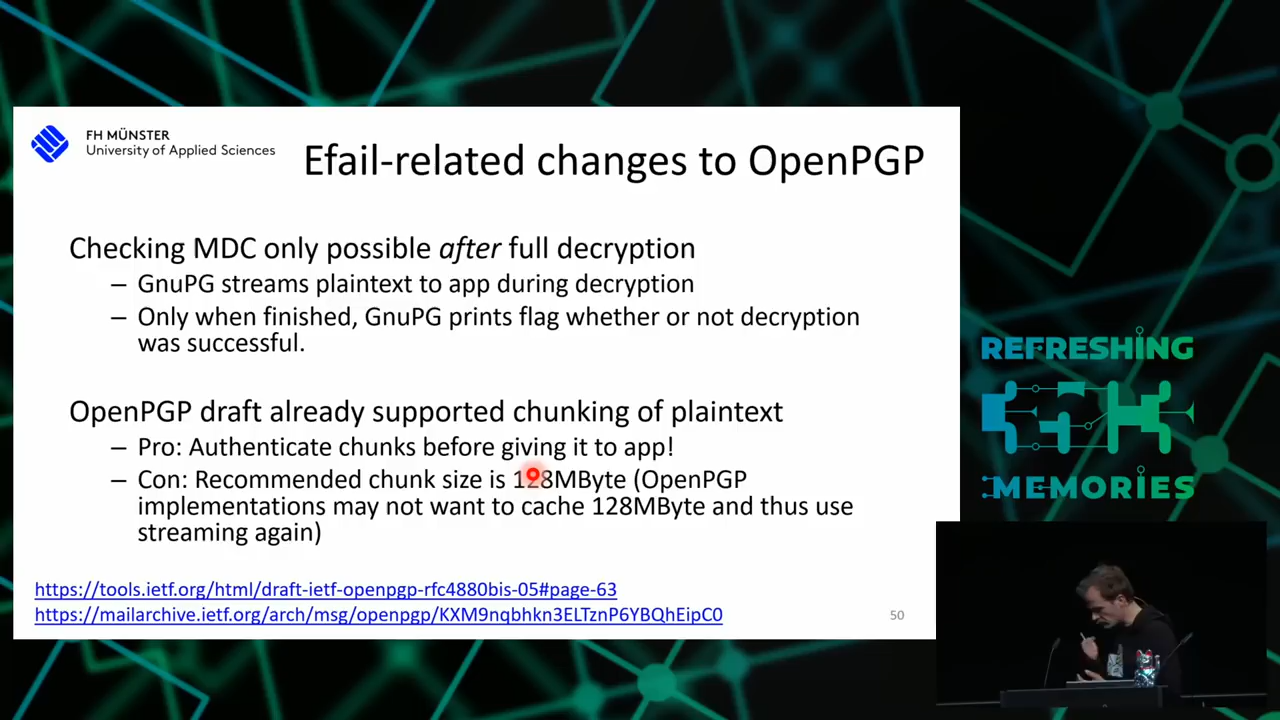 FH MÜNSTER
University of Applied Sciences
Efail-related changes to OpenPGP
Checking MDC only possible after full decryption
– GnuPG streams plaintext to app during decryption
– Only when finished, GnuPG prints flag whether or not decryption
was successful.
OpenPGP draft already supported chunking of plaintext
– Pro: Authenticate chunks before giving it to app!
– Con: Recommended chunk size is 128MByte (OpenPGP
implementations may not want to cache 128MByte and thus use
streaming again)
https://tools.ietf.org/html/draft-ietf-openpgp-rfc4880bis-05#page-63
https://mailarchive.ietf.org/arch/msg/openpgp/KXM9nqbhkn3ELTznP6YBQhEipC0
50
REFRESHING
:MEMORIES